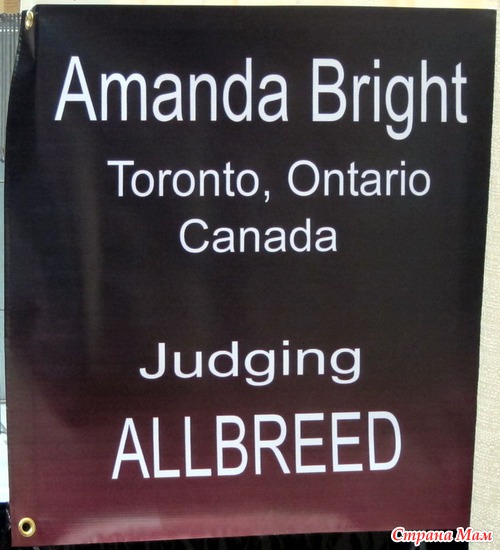 Amanda Bright
Toronto, Ontario
Canada
Judging
ALLBREED
Страна Мам